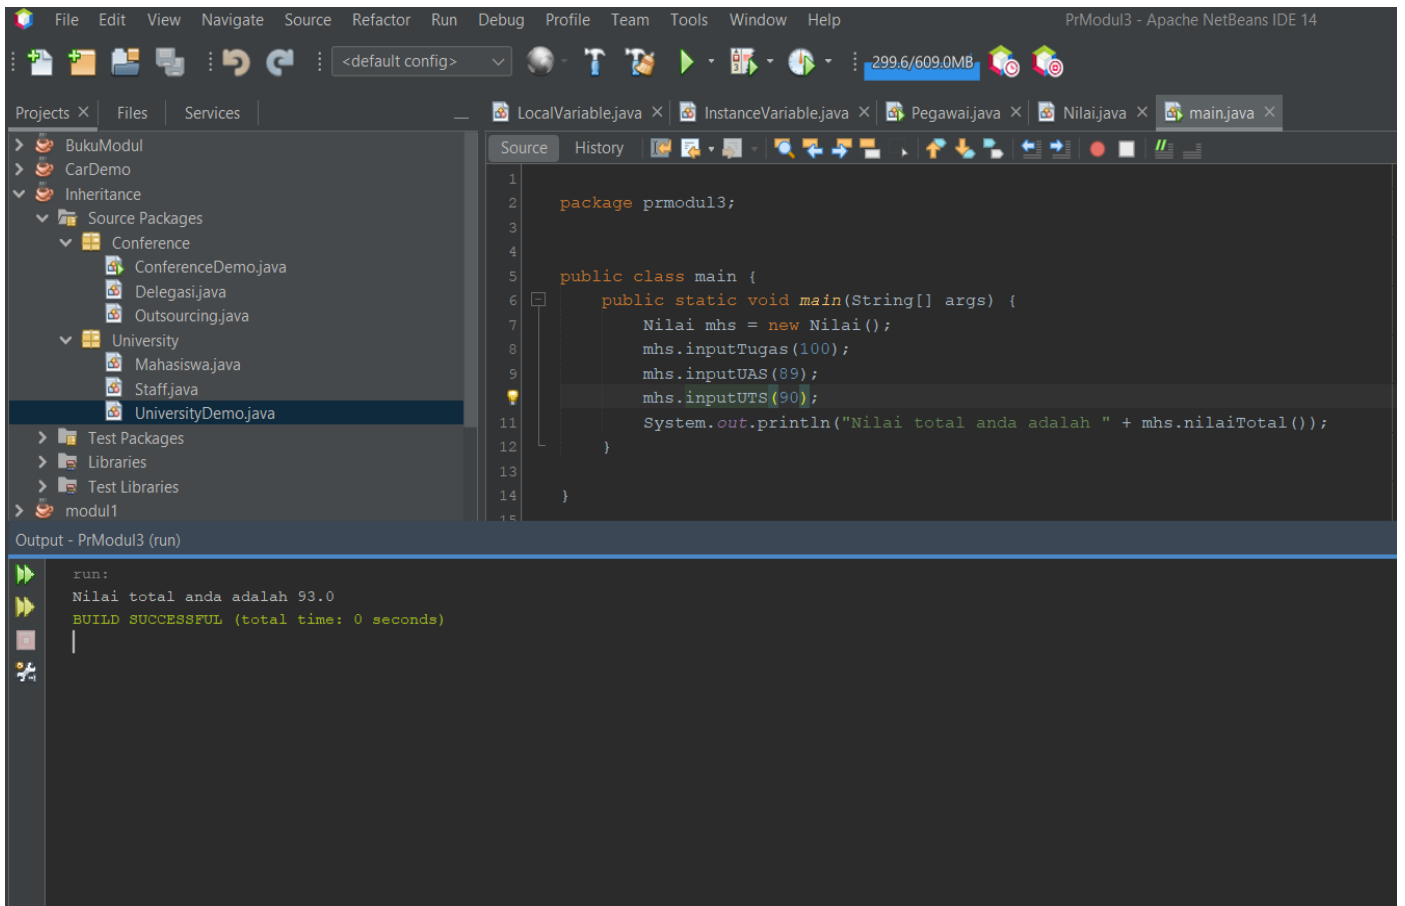 File Edit View Navigate Source Refactor Run Debug Profile Team Tools Window Help PrModul3 - Apache NetBeans IDE 14
<default config> 299.6/609.0MB
Projects Files Services
BukuModul
CarDemo
Inheritance
Source Packages
Conference
ConferenceDemo.java
Delegasi.java
Outsourcing.java
University
Mahasiswa.java
Staff.java
UniversityDemo.java
Test Packages
Libraries
Test Libraries
modul1
LocalVariable.java InstanceVariable.java Pegawai.java Nilai.java main.java
Source History
1
2 package prmodul3;
3
4
5 public class main {
6 public static void main(String[] args) {
7 Nilai mhs = new Nilai();
8 mhs.inputTugas(100);
9 mhs.inputUAS(89);
mhs.inputUTS(90);
11 System.out.println("Nilai total anda adalah " + mhs.nilaiTotal());
12 }
13
14 }
15
Output - PrModul3 (run)
run:
Nilai total anda adalah 93.0
BUILD SUCCESSFUL (total time: 0 seconds)